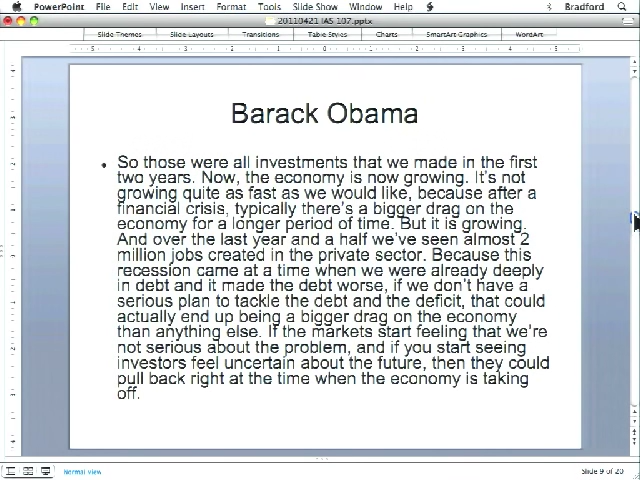 PowerPoint File Edit View Insert Format Tools Slide Show Window Help Bradford
20110421 IAS 107.pptx
Slide Themes Slide Layouts Transitions Table Styles Charts SmartArt Graphics WordArt
Barack Obama
• So those were all investments that we made in the first
two years. Now, the economy is now growing. It's not
growing quite as fast as we would like, because after a
financial crisis, typically there's a bigger drag on the
economy for a longer period of time. But it is growing.
And over the last year and a half we've seen almost 2
million jobs created in the private sector. Because this
recession came at a time when we were already deeply
in debt and it made the debt worse, if we don't have a
serious plan to tackle the debt and the deficit, that could
actually end up being a bigger drag on the economy
than anything else. If the markets start feeling that we're
not serious about the problem, and if you start seeing
investors feel uncertain about the future, then they could
pull back right at the time when the economy is taking
off.
Normal View Slide 9 of 20